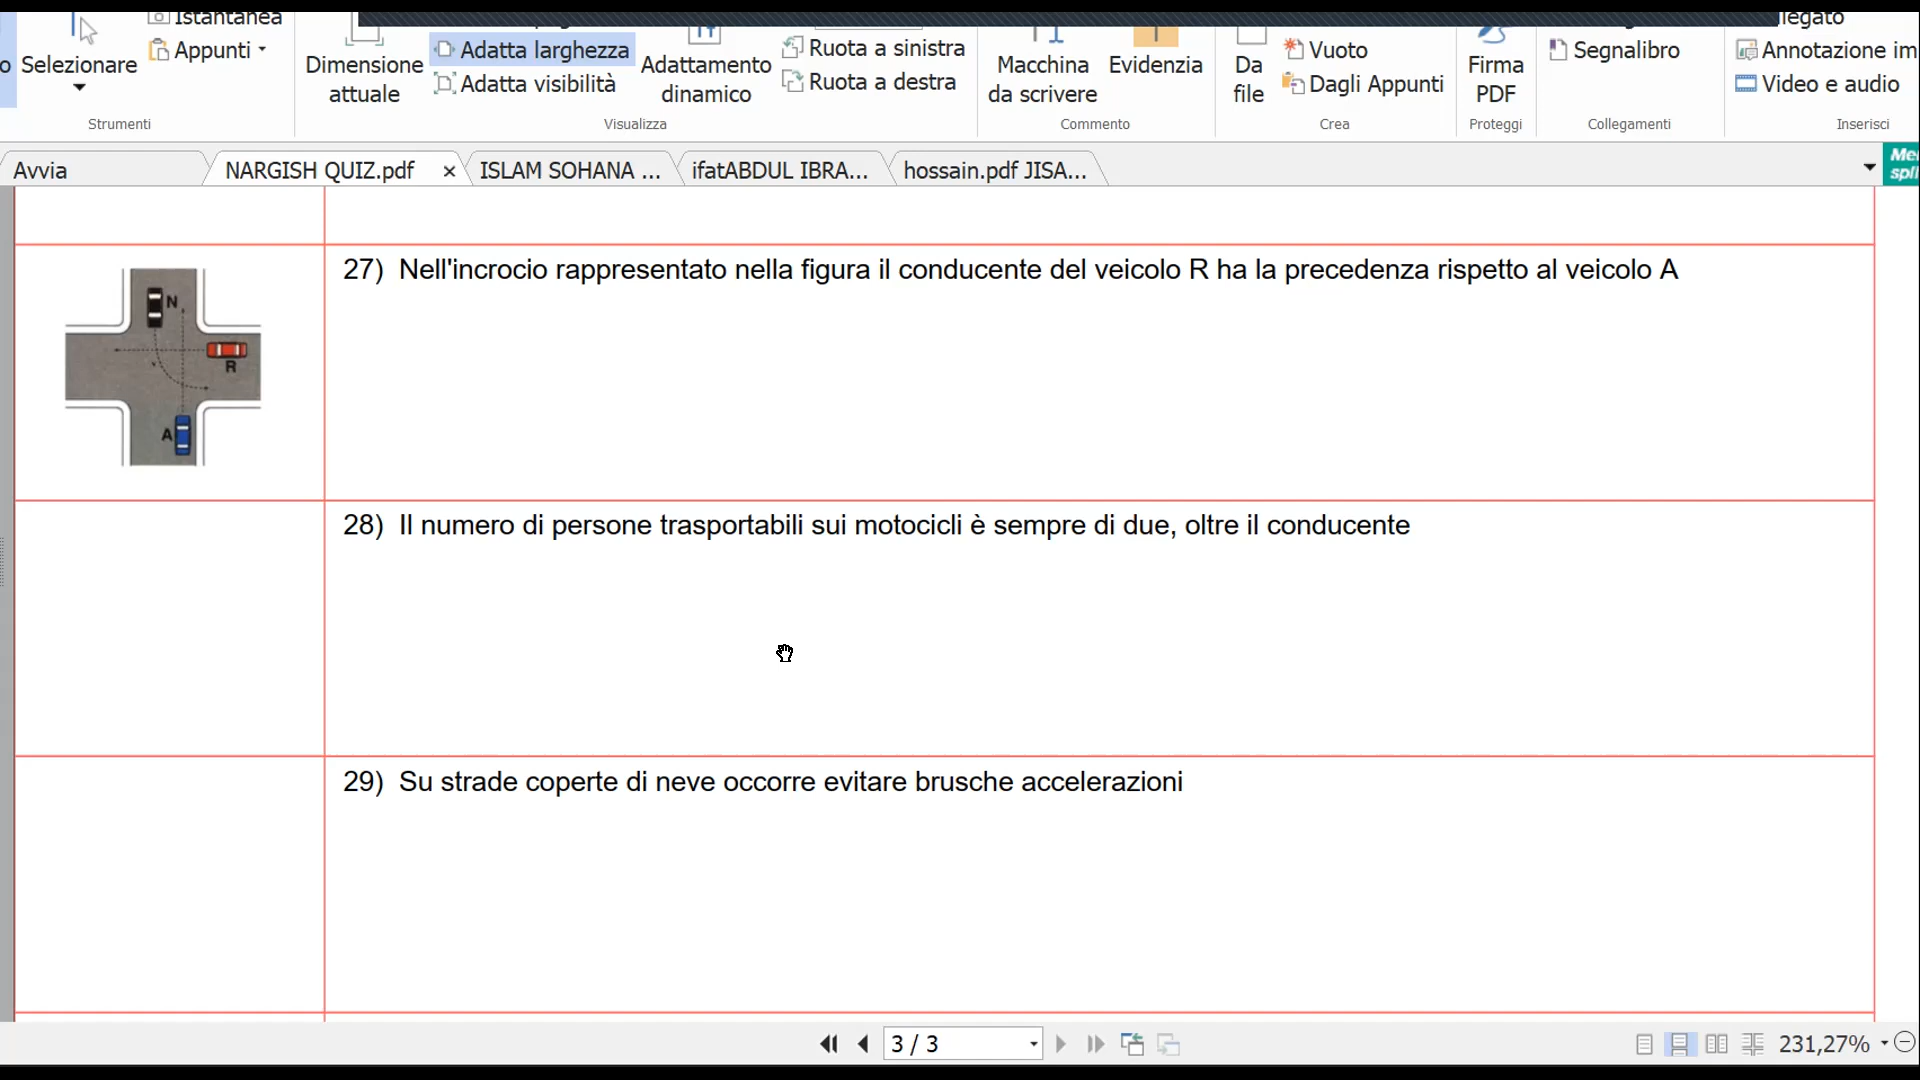 Istantanea
Selezionare
Appunti
Strumenti
Dimensione
attuale
Adatta larghezza
Adatta visibilità
Adattamento
dinamico
Ruota a sinistra
Ruota a destra
Visualizza
Macchina
da scrivere
Evidenzia
Commento
Da
file
Vuoto
Dagli Appunti
Crea
Firma
PDF
Proteggi
Segnalibro
Collegamenti
Annotazione im
Video e audio
Inserisci
Avvia
NARGISH QUIZ.pdf
ISLAM SOHANA ...
ifatABDUL IBRA...
hossain.pdf JISA...
27) Nell'incrocio rappresentato nella figura il conducente del veicolo R ha la precedenza rispetto al veicolo A
N
R
A
28) Il numero di persone trasportabili sui motocicli è sempre di due, oltre il conducente
29) Su strade coperte di neve occorre evitare brusche accelerazioni
3 / 3
231,27%